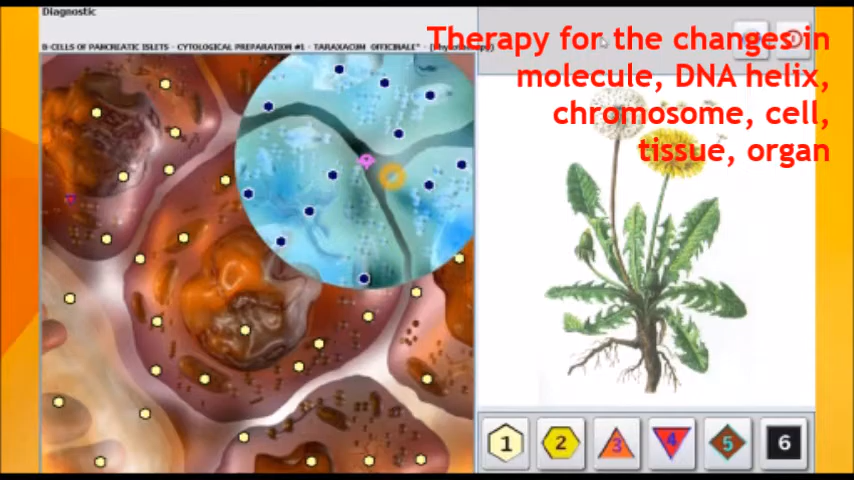 Diagnostic
Therapy for the changes in
B-CELLS OF PANCREATIC ISLETS - CYTOLOGICAL PREPARATION #1 - TARAXACUM OFFICINALE*
molecule, DNA helix,
chromosome, cell,
tissue, organ
1 2 3 4 5 6